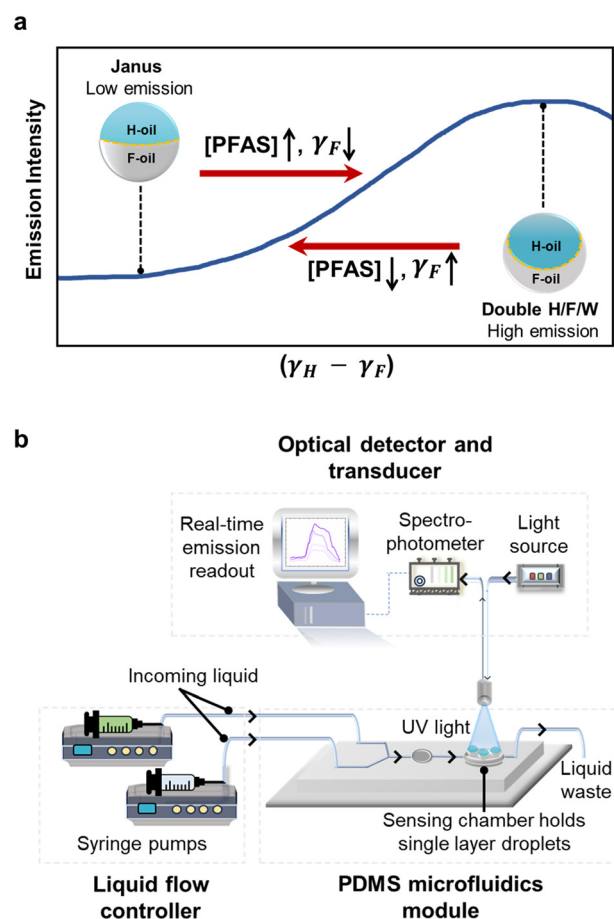 a
Janus
Low emission
H-oil
F-oil
[PFAS]↑, γF↓
[PFAS]↓, γF↑
H-oil
F-oil
Double H/F/W
High emission
Emission Intensity
(γH − γF)
b
Optical detector and
transducer
Real-time
emission
readout
Spectro-
photometer
Light
source
Incoming liquid
UV light
Liquid
waste
Sensing chamber holds
single layer droplets
Syringe pumps
Liquid flow
controller
PDMS microfluidics
module